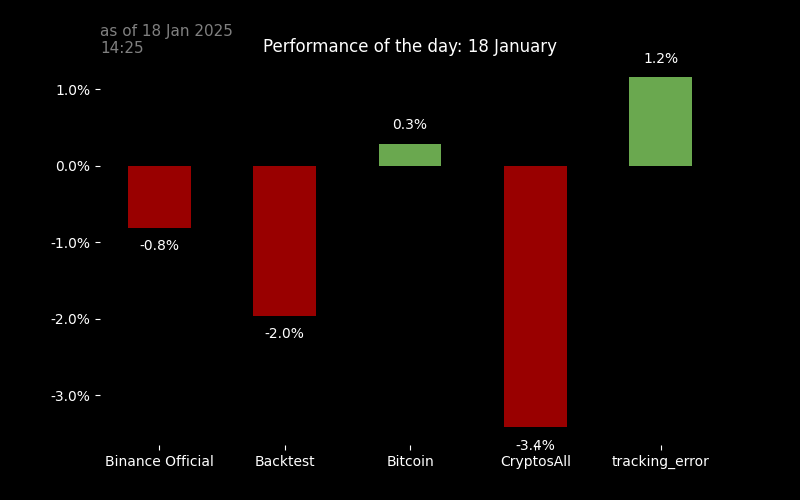 as of 18 Jan 2025
14:25
Performance of the day: 18 January
1.2%
1.0%
0.3%
0.0%
-0.8%
-1.0%
-2.0%
-2.0%
-3.0%
-3.4%
Binance Official
Backtest
Bitcoin
CryptosAll
tracking_error